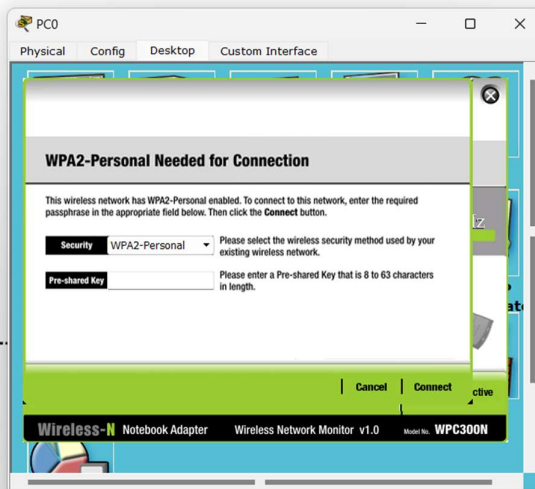 PC0
Physical Config Desktop Custom Interface
WPA2-Personal Needed for Connection
This wireless network has WPA2-Personal enabled. To connect to this network, enter the required
passphrase in the appropriate field below. Then click the Connect button.
Security WPA2-Personal
Please select the wireless security method used by your
existing wireless network.
Pre-shared Key
Please enter a Pre-shared Key that is 8 to 63 characters
in length.
Cancel Connect
Wireless-N Notebook Adapter Wireless Network Monitor v1.0 Model No. WPC300N